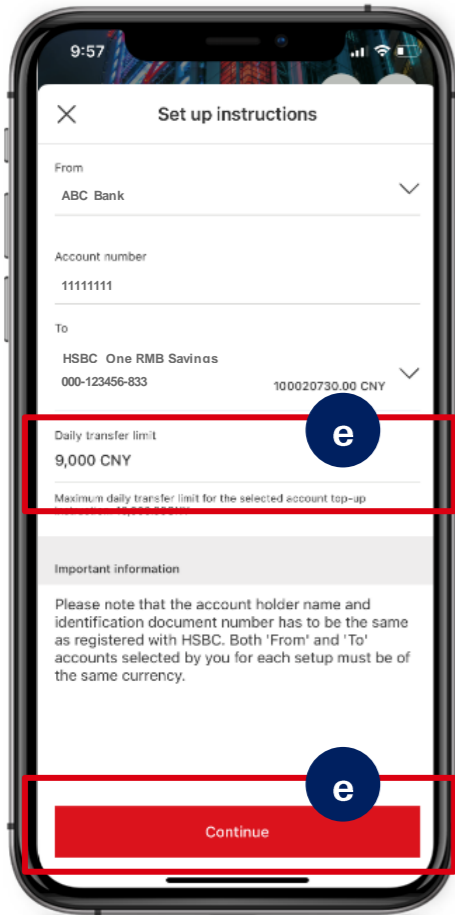 9:57
Set up instructions
From
ABC Bank
Account number
11111111
To
HSBC One RMB Savings
000-123456-833
100020730.00 CNY
e
Daily transfer limit
9,000 CNY
Maximum daily transfer limit for the selected account top-up
Important information
Please note that the account holder name and
identification document number has to be the same
as registered with HSBC. Both 'From' and 'To'
accounts selected by you for each setup must be of
the same currency.
e
Continue